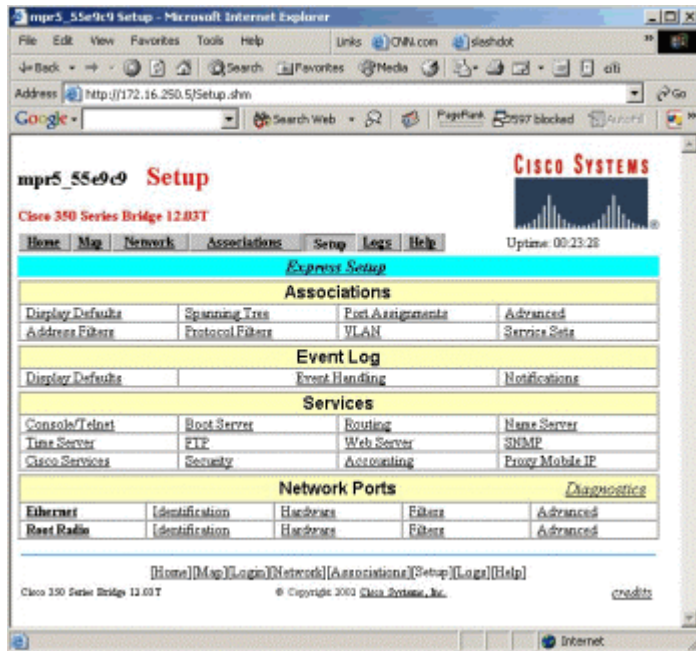 mpr5_55e9c9 Setup - Microsoft Internet Explorer
File Edit View Favorites Tools Help Links CNN.com slashdot
Back Search Favorites Media
Address http://172.16.250.5/Setup.shm Go
Google Search Web PageRank 2597 blocked
mpr5_55e9c9 Setup
CISCO SYSTEMS
Cisco 350 Series Bridge 12.03T
Home Map Network Associations Setup Logs Help
Uptime: 00:23:28
Express Setup
Associations
Display Defaults Spanning Tree Port Assignments Advanced
Address Filters Protocol Filters VLAN Service Sets
Event Log
Display Defaults Event Handling Notifications
Services
Console/Telnet Boot Server Routing Name Server
Time Server FTP Web Server SNMP
Cisco Services Security Accounting Proxy Mobile IP
Network Ports Diagnostics
Ethernet Identification Hardware Filters Advanced
Root Radio Identification Hardware Filters Advanced
[Home][Map][Login][Network][Associations][Setup][Logs][Help]
Cisco 350 Series Bridge 12.03T © Copyright 2002 Cisco Systems, Inc. credits
Internet